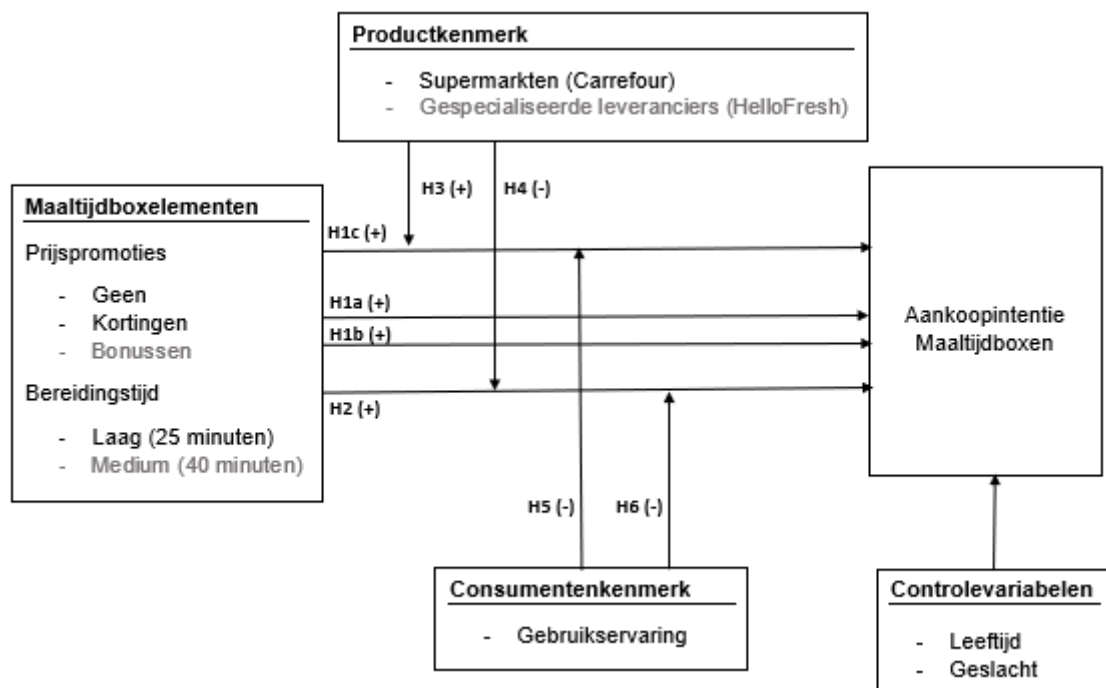 Productkenmerk
- Supermarkten (Carrefour)
- Gespecialiseerde leveranciers (HelloFresh)
H3 (+)
H4 (-)
Maaltijdboxelementen
Prijspromoties
- Geen
- Kortingen
- Bonussen
Bereidingstijd
- Laag (25 minuten)
- Medium (40 minuten)
H1c (+)
H1a (+)
H1b (+)
H2 (+)
Aankoopintentie
Maaltijdboxen
H5 (-)
H6 (-)
Consumentenkenmerk
- Gebruikservaring
Controlevariabelen
- Leeftijd
- Geslacht